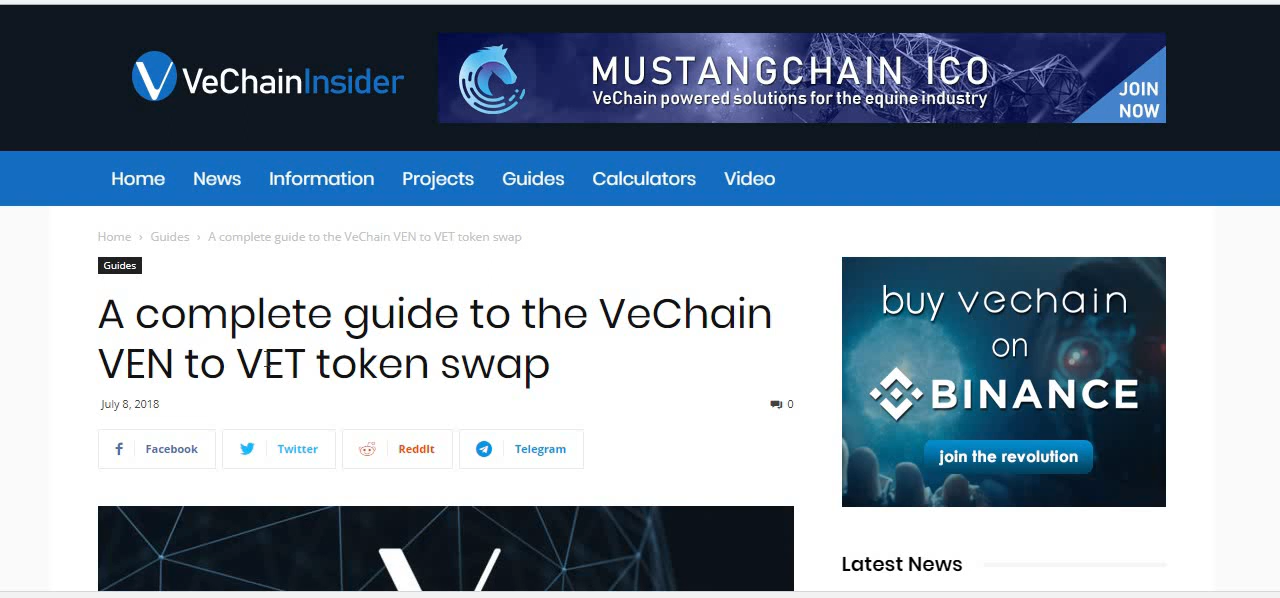 VeChainInsider
MUSTANGCHAIN ICO
VeChain powered solutions for the equine industry
JOIN
NOW
Home News Information Projects Guides Calculators Video
Home › Guides › A complete guide to the VeChain VEN to VET token swap
Guides
A complete guide to the VeChain
VEN to VET token swap
July 8, 2018
0
Facebook Twitter ReddIt Telegram
buy vechain
on
BINANCE
join the revolution
Latest News